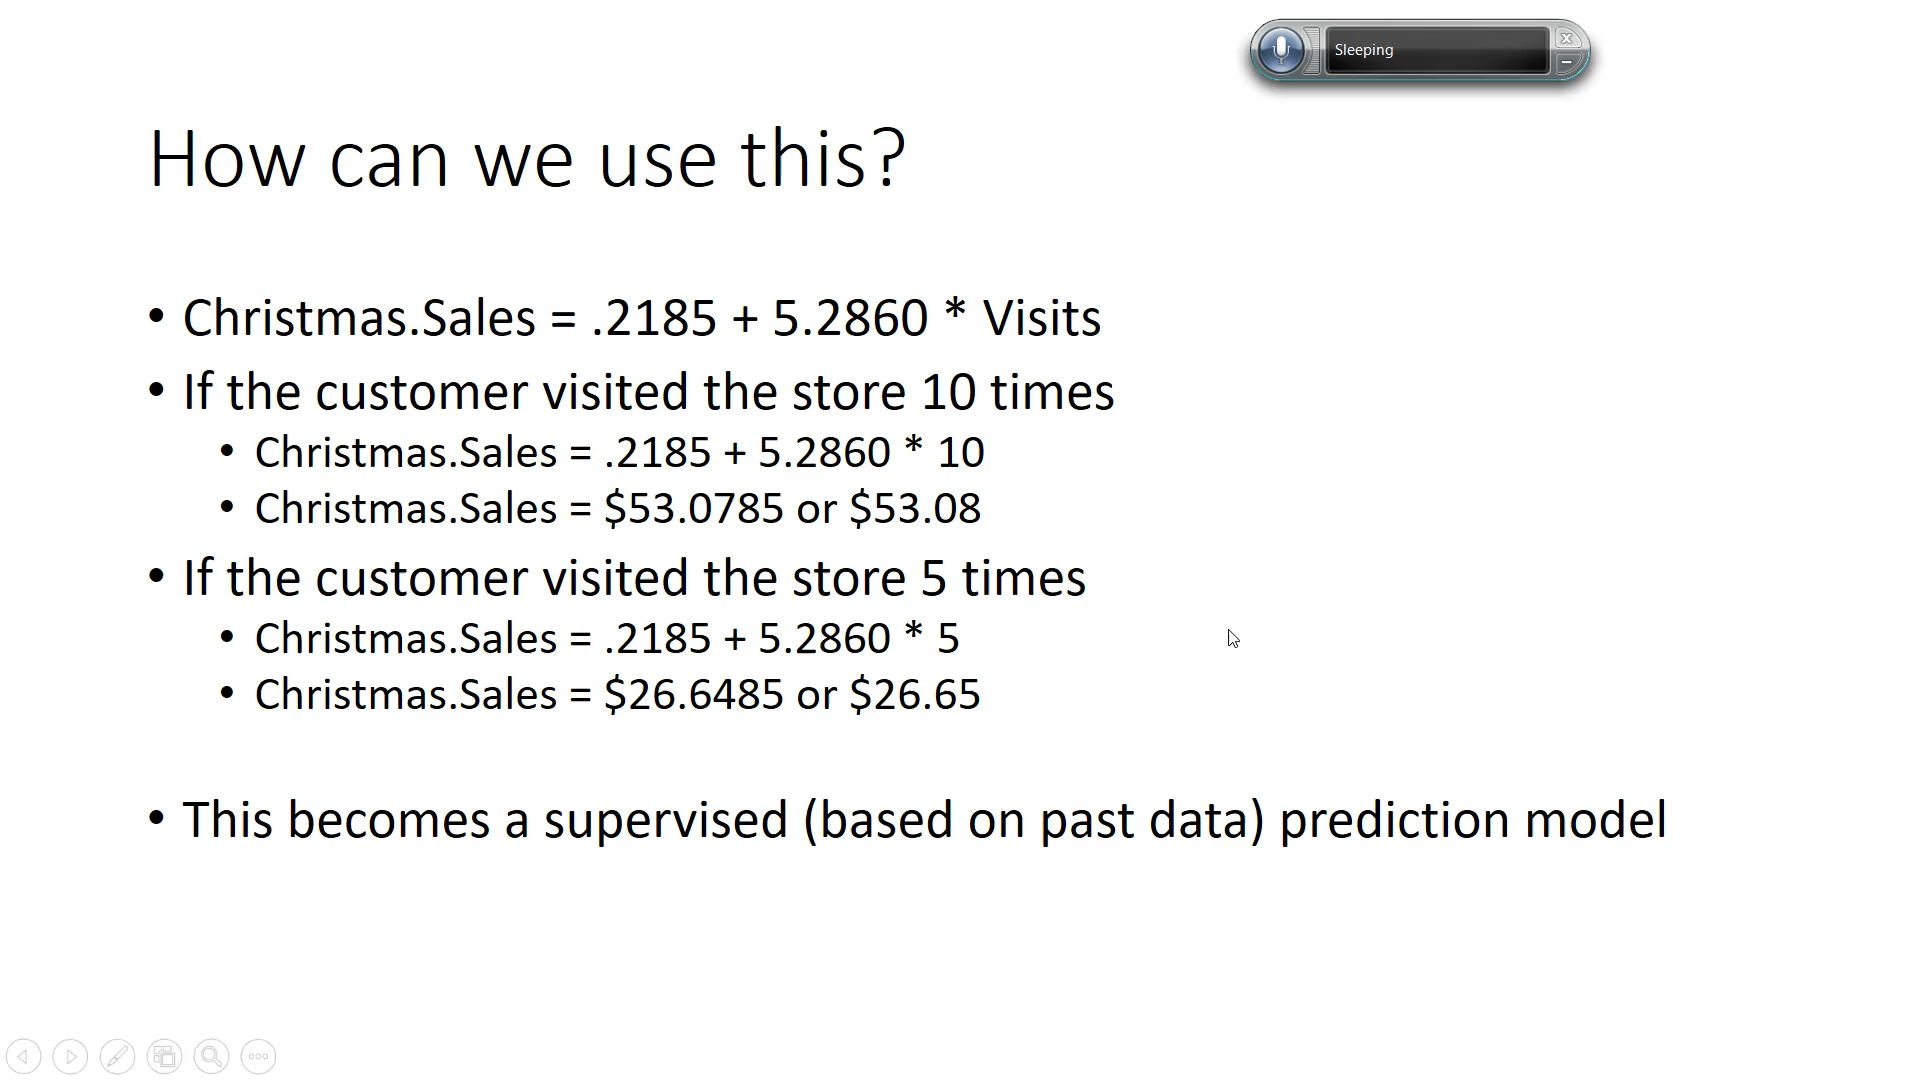 Sleeping
How can we use this?
• Christmas.Sales = .2185 + 5.2860 * Visits
• If the customer visited the store 10 times
• Christmas.Sales = .2185 + 5.2860 * 10
• Christmas.Sales = $53.0785 or $53.08
• If the customer visited the store 5 times
• Christmas.Sales = .2185 + 5.2860 * 5
• Christmas.Sales = $26.6485 or $26.65
• This becomes a supervised (based on past data) prediction model